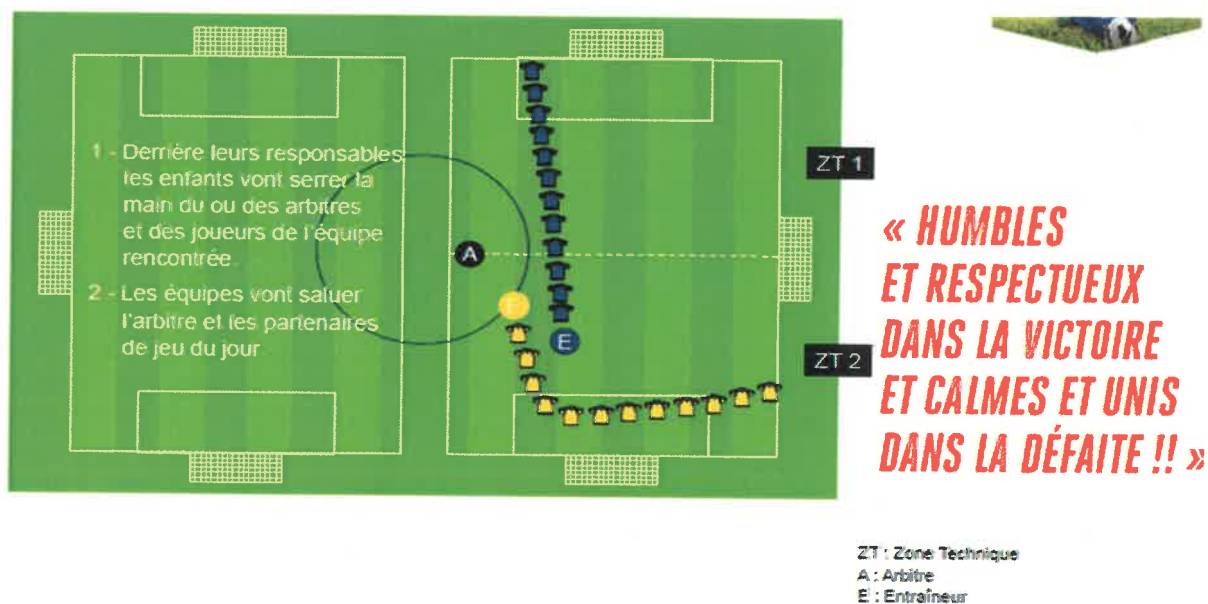 1 - Derrière leurs responsables
les enfants vont serrer la
main du ou des arbitres
et des joueurs de l'équipe
rencontrée
2 - Les équipes vont saluer
l'arbitre et les partenaires
de jeu du jour
A
E
E
ZT 1
ZT 2
« HUMBLES
ET RESPECTUEUX
DANS LA VICTOIRE
ET CALMES ET UNIS
DANS LA DÉFAITE !! »
ZT : Zone Technique
A : Arbitre
E : Entraîneur